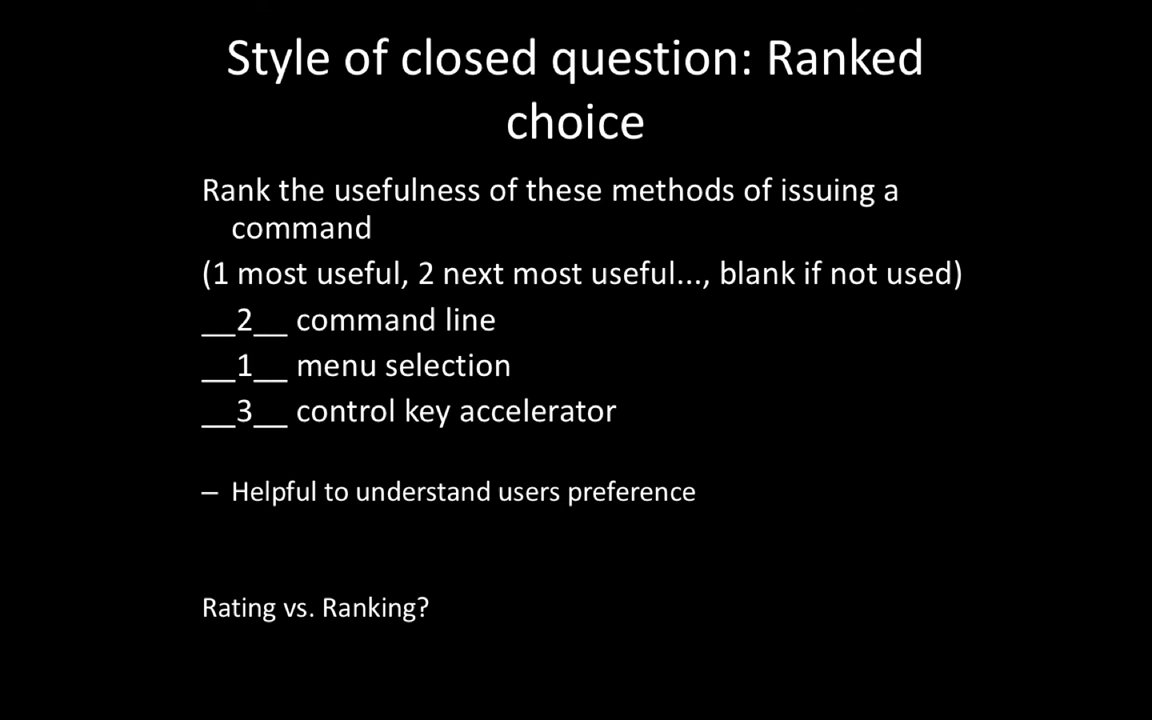 Style of closed question: Ranked
choice
Rank the usefulness of these methods of issuing a
command
(1 most useful, 2 next most useful..., blank if not used)
__2__ command line
__1__ menu selection
__3__ control key accelerator
– Helpful to understand users preference
Rating vs. Ranking?